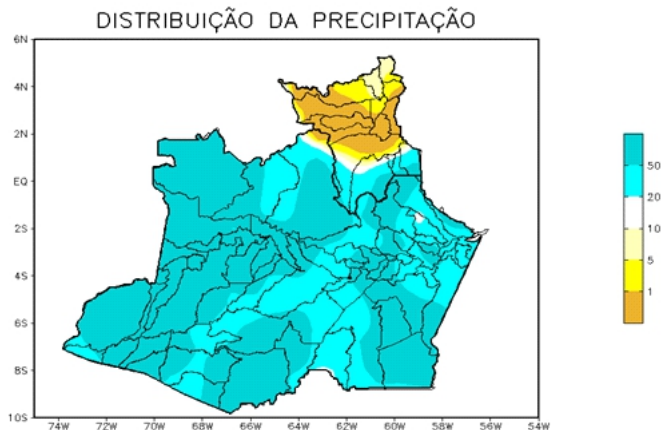 DISTRIBUIÇÃO DA PRECIPITAÇÃO
6N
4N
2N
EQ
2S
4S
6S
8S
10S
74W 72W 70W 68W 66W 64W 62W 60W 58W 56W 54W
50
20
10
5
1